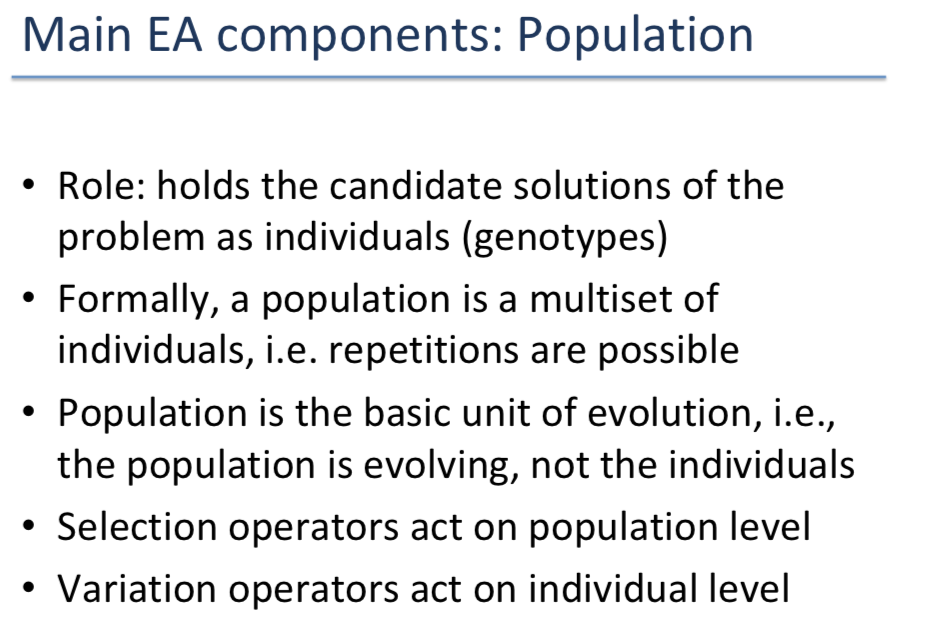 Main EA components: Population
• Role: holds the candidate solutions of the
problem as individuals (genotypes)
• Formally, a population is a multiset of
individuals, i.e. repetitions are possible
• Population is the basic unit of evolution, i.e.,
the population is evolving, not the individuals
• Selection operators act on population level
• Variation operators act on individual level